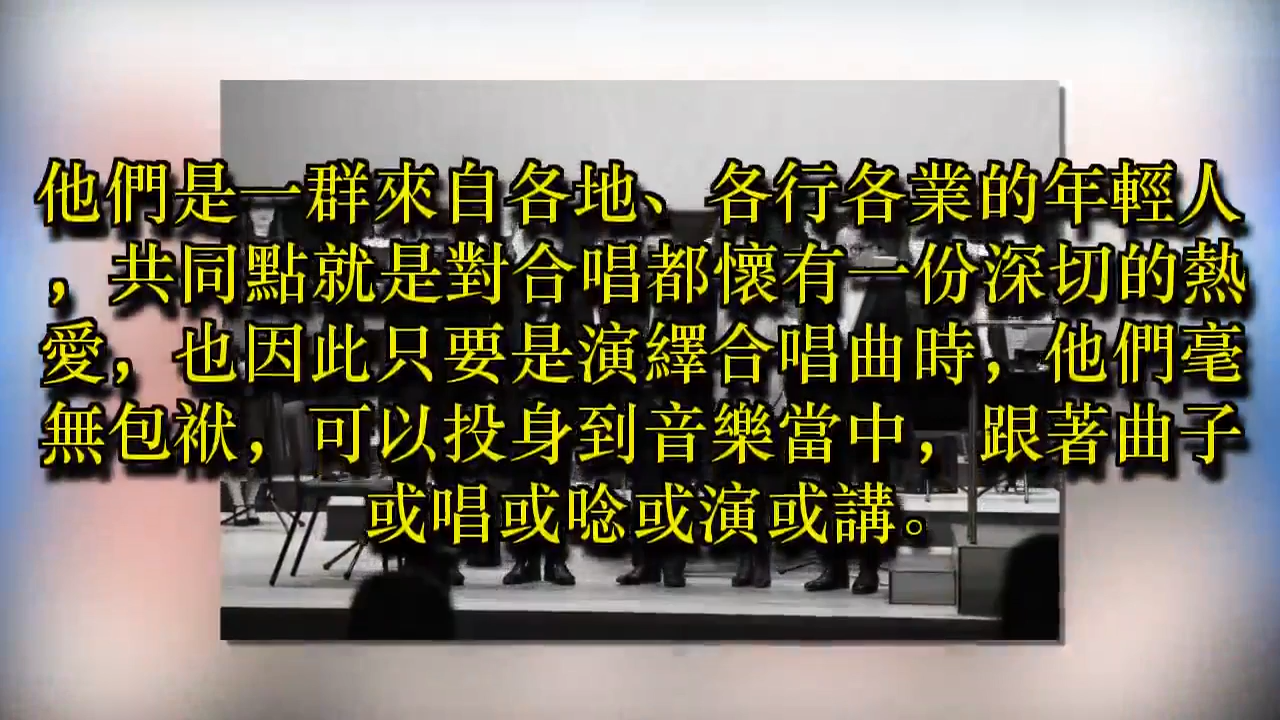 他們是一群來自各地、各行各業的年輕人
，共同點就是對合唱都懷有一份深切的熱
愛，也因此只要是演繹合唱曲時，他們毫
無包袱，可以投身到音樂當中，跟著曲子
或唱或唸或演或講。